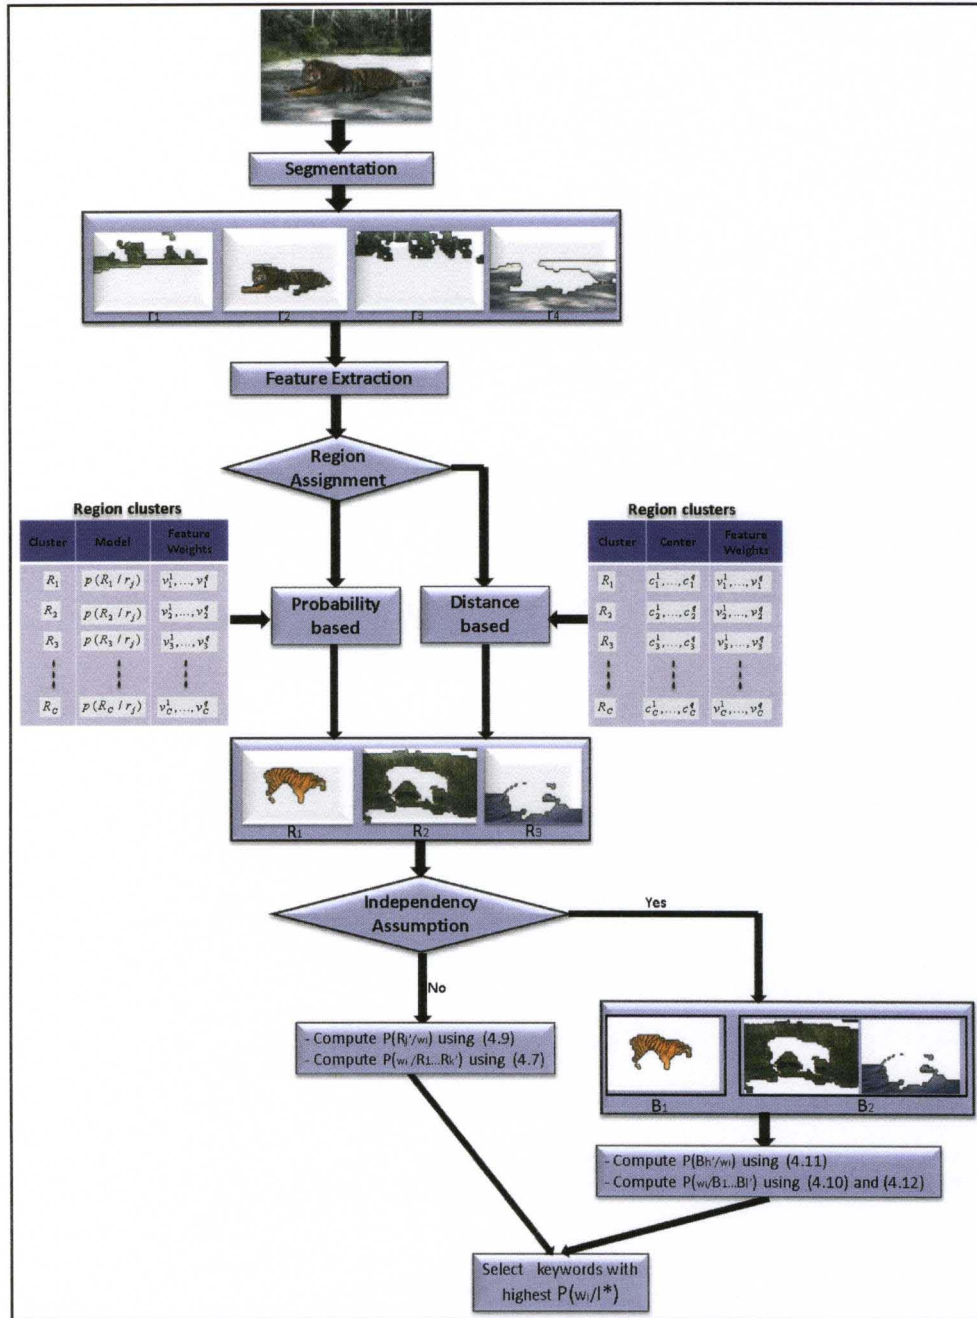 Segmentation
r1 r2 r3 r4
Feature Extraction
Region
Assignment
Region clusters
Cluster Model Feature Weights
R1 p(R1 / rj) v11,...,v1q
R2 p(R2 / rj) v21,...,v2q
R3 p(R3 / rj) v31,...,v3q
RC p(RC / rj) vC1,...,vCq
Probability
based
Distance
based
Region clusters
Cluster Center Feature Weights
R1 c11,...,c1q v11,...,v1q
R2 c21,...,c2q v21,...,v2q
R3 c31,...,c3q v31,...,v3q
RC cC1,...,cCq vC1,...,vCq
R1 R2 R3
Independency
Assumption
Yes
No
- Compute P(Rj'/wi) using (4.9)
- Compute P(wi/R1...Rk') using (4.7)
B1 B2
- Compute P(Bh'/wi) using (4.11)
- Compute P(wi/B1...Bl') using (4.10) and (4.12)
Select keywords with
highest P(wi/I*)